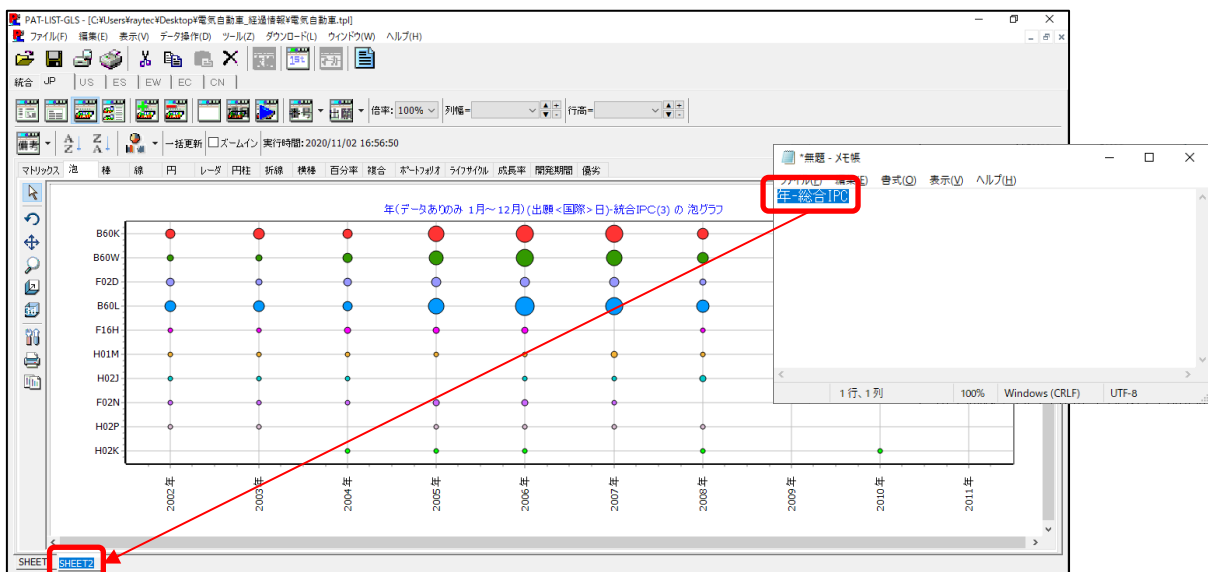 PAT-LIST-GLS - [C:¥Users¥raytec¥Desktop¥電気自動車_経過情報¥電気自動車.tpl]
ファイル(F) 編集(E) 表示(V) データ操作(D) ツール(Z) ダウンロード(L) ウィンドウ(W) ヘルプ(H)
統合 JP US ES EW EC CN
番号 出願 倍率: 100% 列幅= 行高=
備考 一括更新 ズームイン 実行時間: 2020/11/02 16:56:50
マトリックス 泡 棒 線 円 レーダ 円柱 折線 横棒 百分率 複合 ポートフォリオ ライフサイクル 成長率 開発期間 優劣
年(データありのみ 1月～12月)(出願<国際>日)-統合IPC(3) の 泡グラフ
B60K
B60W
F02D
B60L
F16H
H01M
H02J
F02N
H02P
H02K
2002年 2003年 2004年 2005年 2006年 2007年 2008年 2009年 2010年 2011年
SHEET SHEET2
*無題 - メモ帳
ファイル(F) 編集(E) 書式(O) 表示(V) ヘルプ(H)
年-総合IPC
1行、1列 100% Windows (CRLF) UTF-8